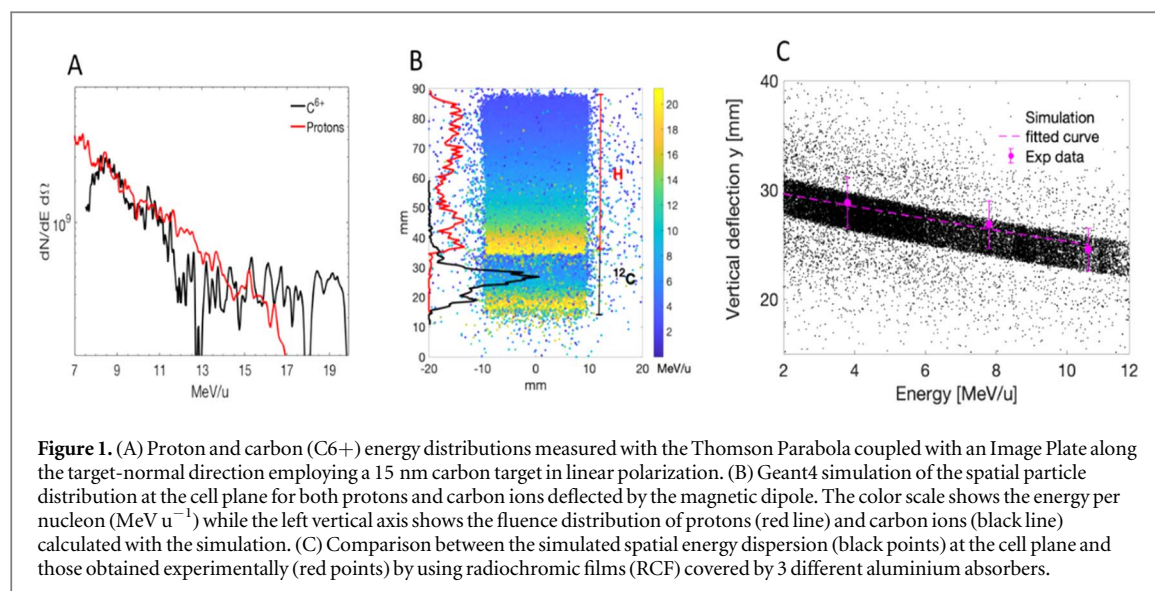 A
B
C
C6+
Protons
dN/dE dΩ
10^9
7 9 11 13 15 17 19
MeV/u
90
80
70
60
50
40
30
20
10
0
mm
H
12C
-20 -10 0 10 20
mm
20
18
16
14
12
10
8
6
4
2
MeV/u
Vertical deflection y [mm]
40
30
20
Simulation
fitted curve
Exp data
2 4 6 8 10 12
Energy [MeV/u]
Figure 1. (A) Proton and carbon (C6+) energy distributions measured with the Thomson Parabola coupled with an Image Plate along
the target-normal direction employing a 15 nm carbon target in linear polarization. (B) Geant4 simulation of the spatial particle
distribution at the cell plane for both protons and carbon ions deflected by the magnetic dipole. The color scale shows the energy per
nucleon (MeV u−1) while the left vertical axis shows the fluence distribution of protons (red line) and carbon ions (black line)
calculated with the simulation. (C) Comparison between the simulated spatial energy dispersion (black points) at the cell plane and
those obtained experimentally (red points) by using radiochromic films (RCF) covered by 3 different aluminium absorbers.